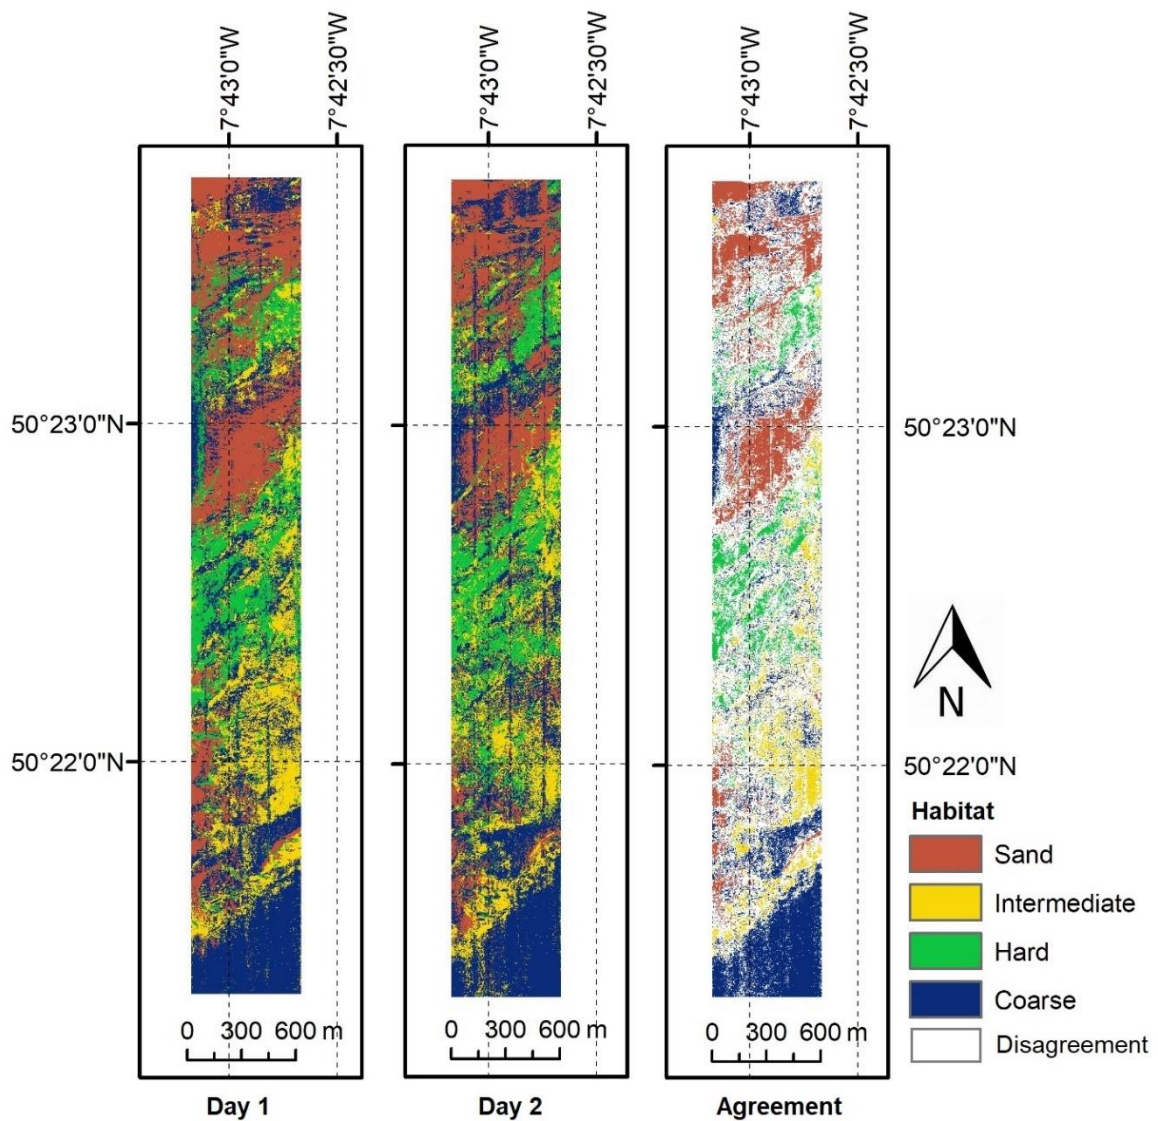 7°43'0"W
7°42'30"W
7°43'0"W
7°42'30"W
7°43'0"W
7°42'30"W
50°23'0"N
50°23'0"N
50°22'0"N
50°22'0"N
N
Habitat
Sand
Intermediate
Hard
Coarse
Disagreement
0 300 600 m
0 300 600 m
0 300 600 m
Day 1
Day 2
Agreement